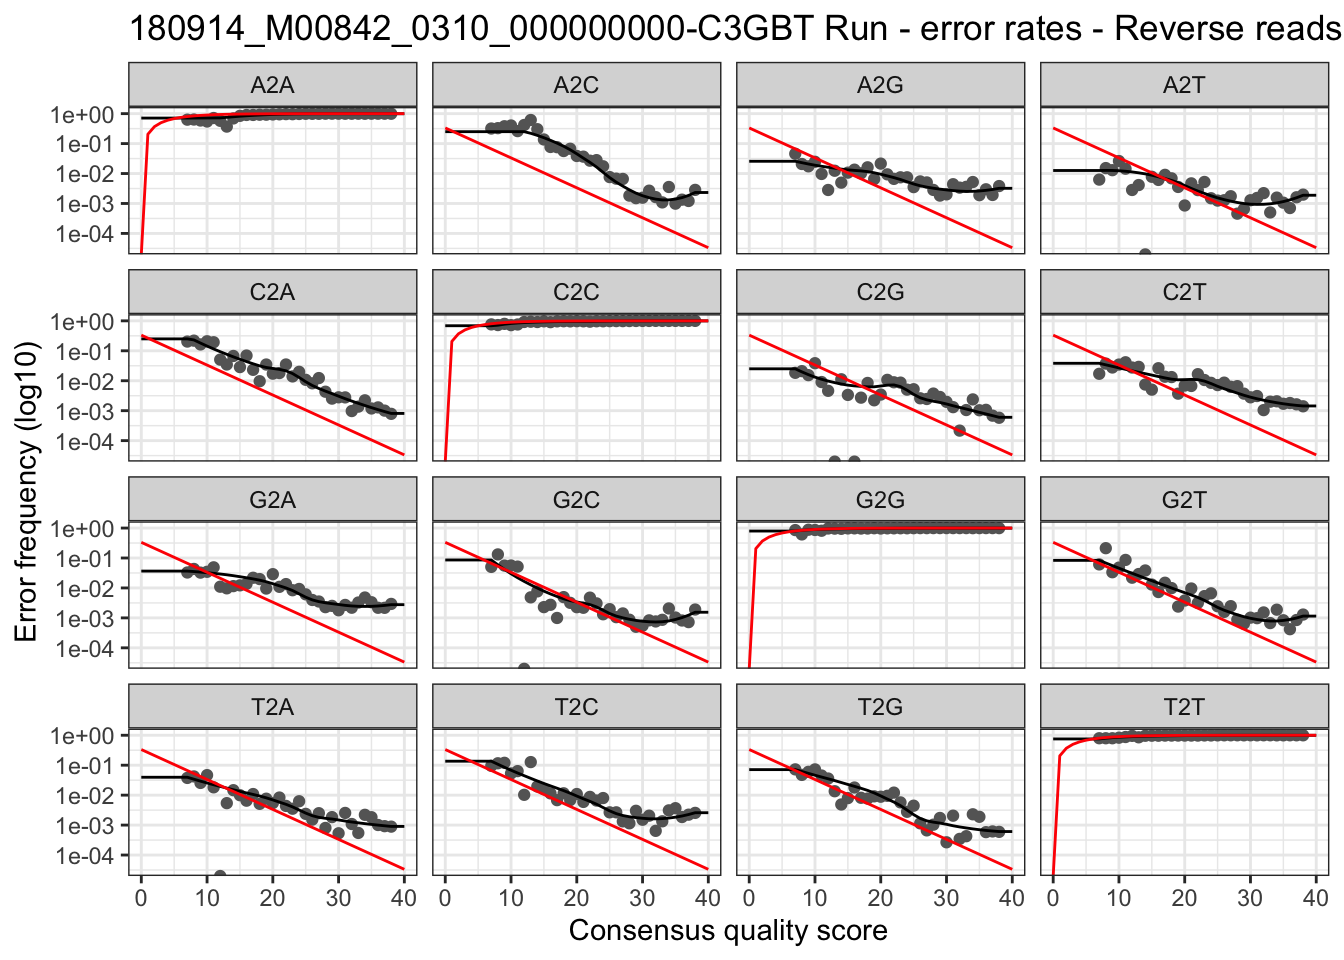 180914_M00842_0310_000000000-C3GBT Run - error rates - Reverse reads
A2A A2C A2G A2T
1e+00
1e-01
1e-02
1e-03
1e-04
C2A C2C C2G C2T
1e+00
1e-01
1e-02
1e-03
1e-04
G2A G2C G2G G2T
1e+00
1e-01
1e-02
1e-03
1e-04
T2A T2C T2G T2T
1e+00
1e-01
1e-02
1e-03
1e-04
Error frequency (log10)
0 10 20 30 40 0 10 20 30 40 0 10 20 30 40 0 10 20 30 40
Consensus quality score